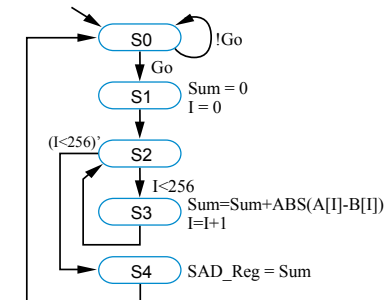 S0
!Go
Go
S1
Sum = 0
I = 0
(I<256)’
S2
I<256
S3
Sum=Sum+ABS(A[I]-B[I])
I=I+1
S4
SAD_Reg = Sum